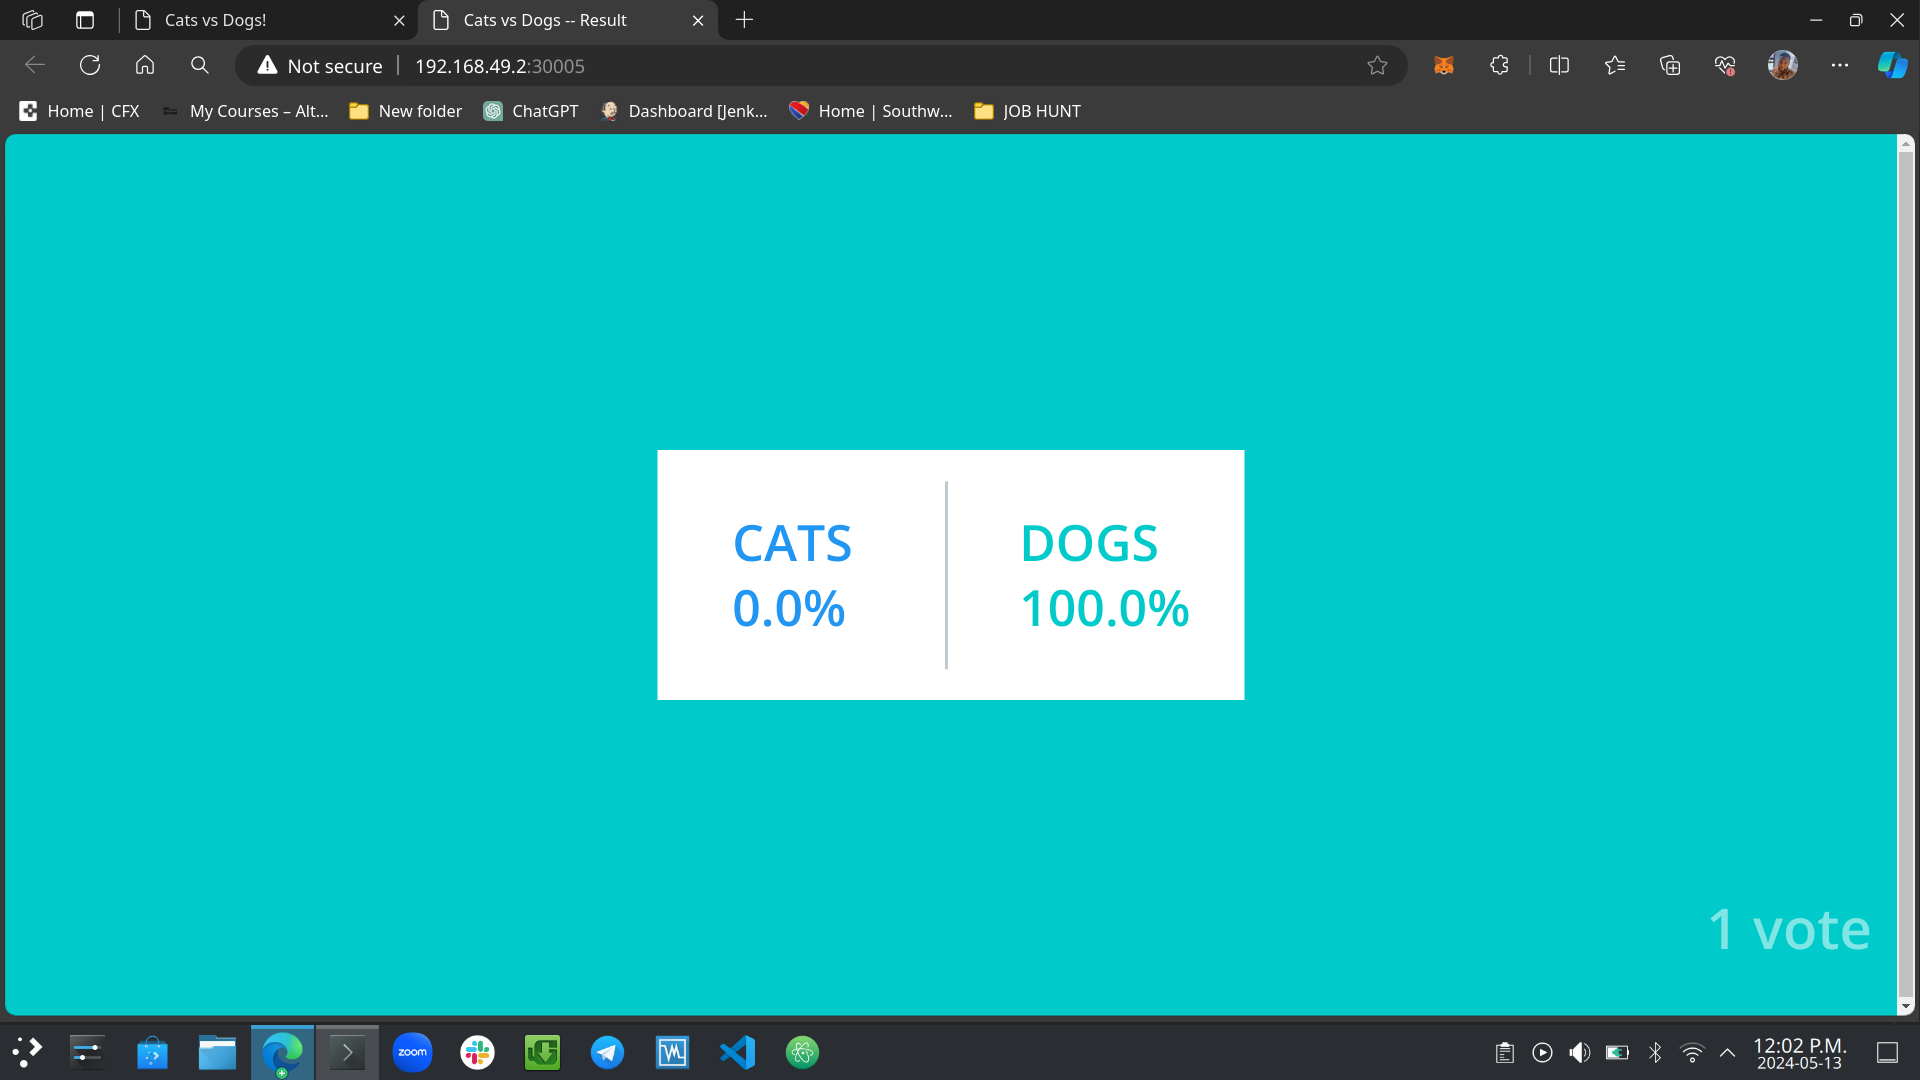 Cats vs Dogs!
Cats vs Dogs -- Result
Not secure
192.168.49.2:30005
Home | CFX
My Courses – Alt...
New folder
ChatGPT
Dashboard [Jenk...
Home | Southw...
JOB HUNT
CATS
0.0%
DOGS
100.0%
1 vote
zoom
12:02 P.M.
2024-05-13